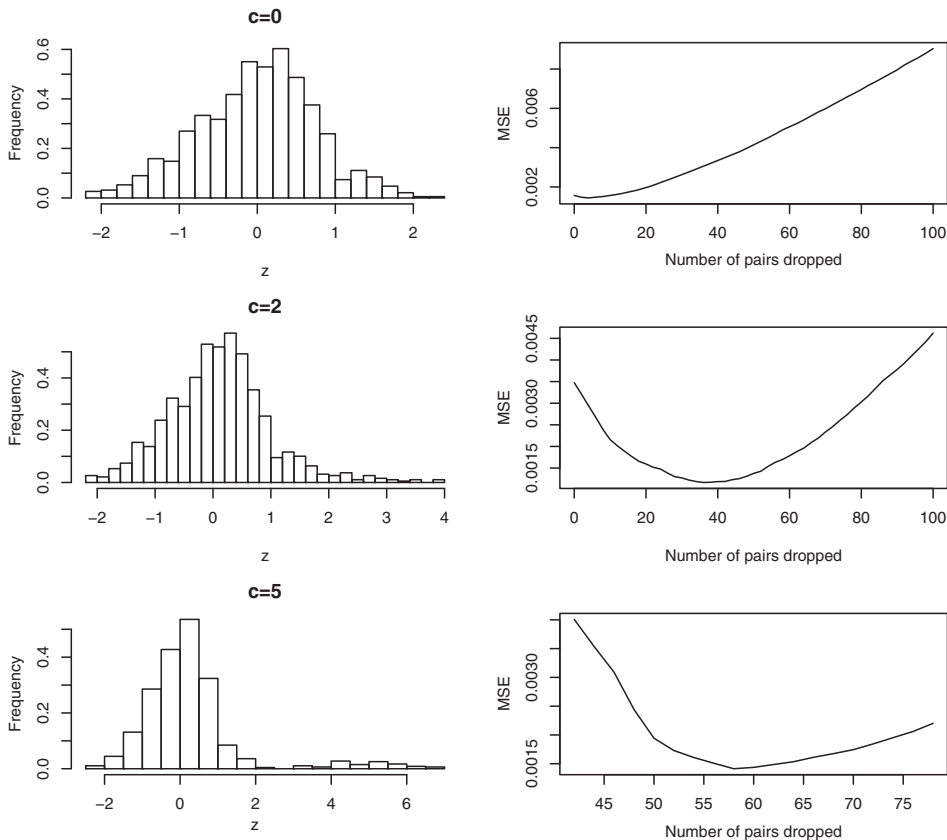 c=0
Frequency
0.0 0.2 0.4 0.6
−2 −1 0 1 2
z
MSE
0.002 0.006
0 20 40 60 80 100
Number of pairs dropped
c=2
Frequency
0.0 0.2 0.4
−2 −1 0 1 2 3 4
z
MSE
0.0015 0.0030 0.0045
0 20 40 60 80 100
Number of pairs dropped
c=5
Frequency
0.0 0.2 0.4
−2 0 2 4 6
z
MSE
0.0015 0.0030
45 50 55 60 65 70 75
Number of pairs dropped